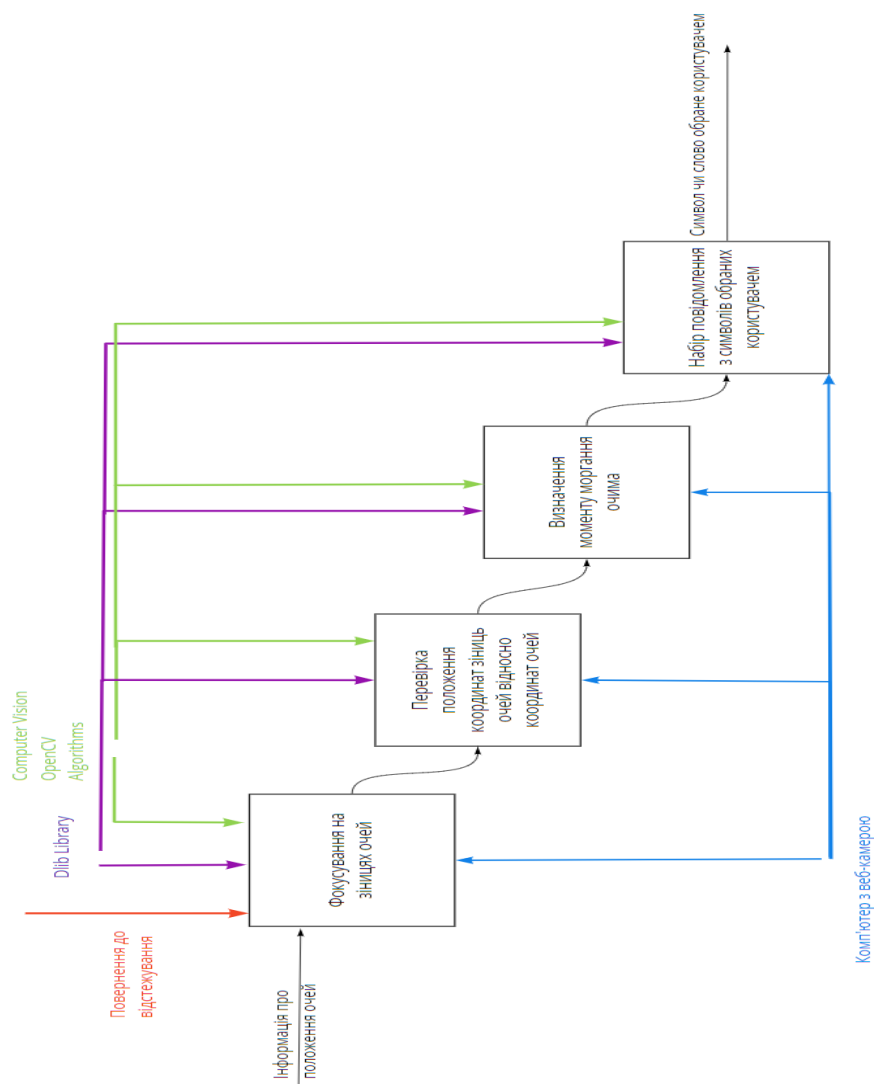 Computer Vision
OpenCV
Algorithms
Dlib Library
Повернення до
відстежування
Інформація про
положення очей
Фокусування на
зіницях очей
Перевірка
положення
координат зіниць
очей відносно
координат очей
Визначення
моменту моргання
очима
Набір повідомлення
з символів обраних
користувачем
Символ чи слово обране користувачем
Комп'ютер з веб-камерою